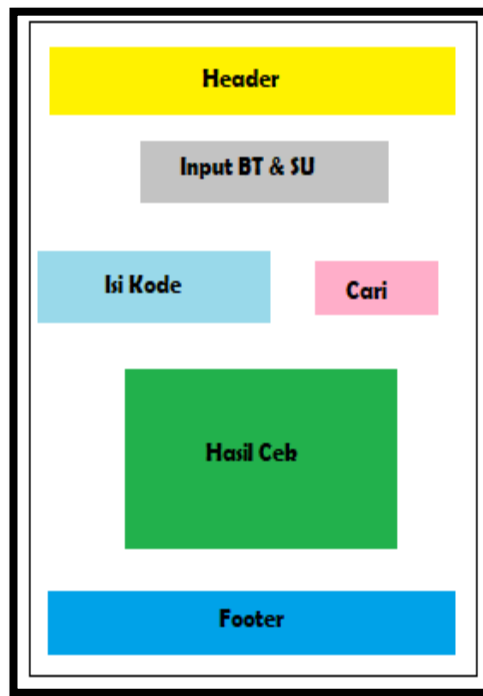 Header
Input BT & SU
Isi Kode
Cari
Hasil Cek
Footer